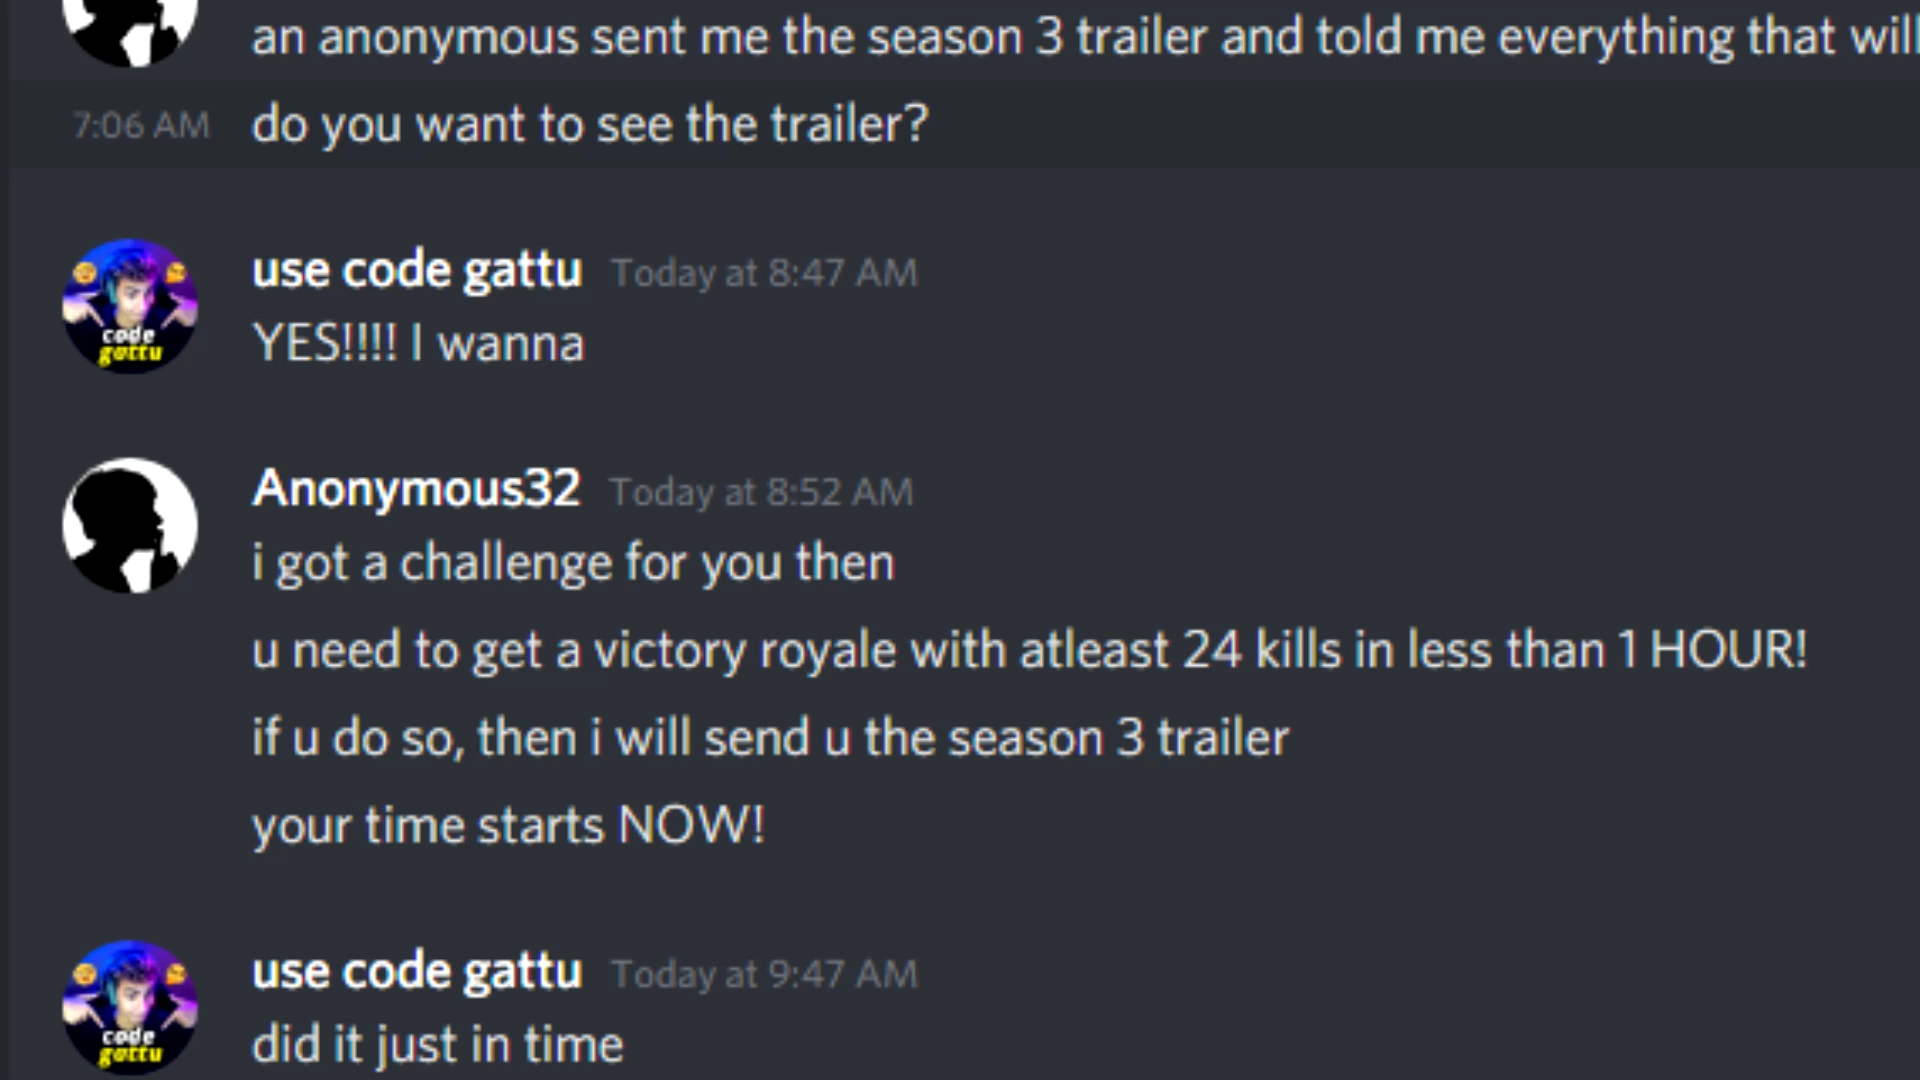 an anonymous sent me the season 3 trailer and told me everything that will
7:06 AM do you want to see the trailer?
use code gattu Today at 8:47 AM
YES!!!! I wanna
code
gattu
Anonymous32 Today at 8:52 AM
i got a challenge for you then
u need to get a victory royale with atleast 24 kills in less than 1 HOUR!
if u do so, then i will send u the season 3 trailer
your time starts NOW!
use code gattu Today at 9:47 AM
did it just in time
code
gattu